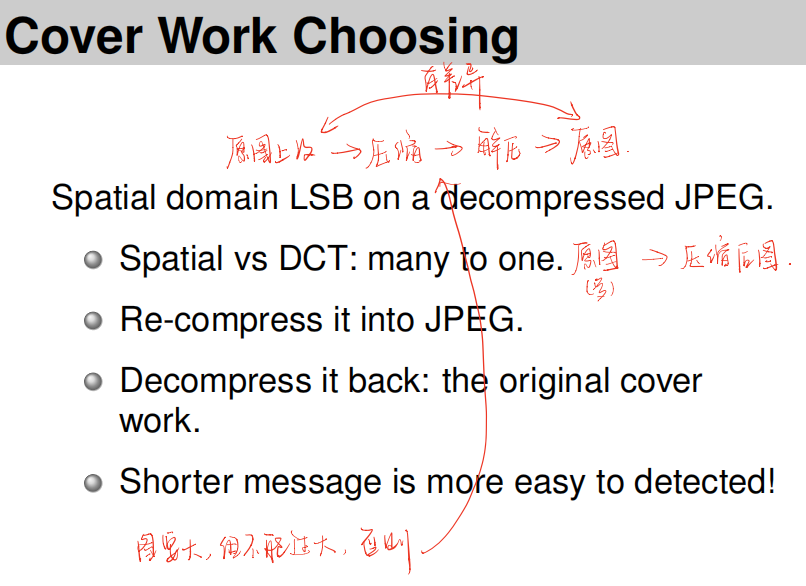 Cover Work Choosing
有差异
原图上改 → 压缩 → 解压 → 原图.
Spatial domain LSB on a decompressed JPEG.
Spatial vs DCT: many to one. 原图 → 压缩后图.
(多)
Re-compress it into JPEG.
Decompress it back: the original cover
work.
Shorter message is more easy to detected!
图要大, 但不能过大, 否则